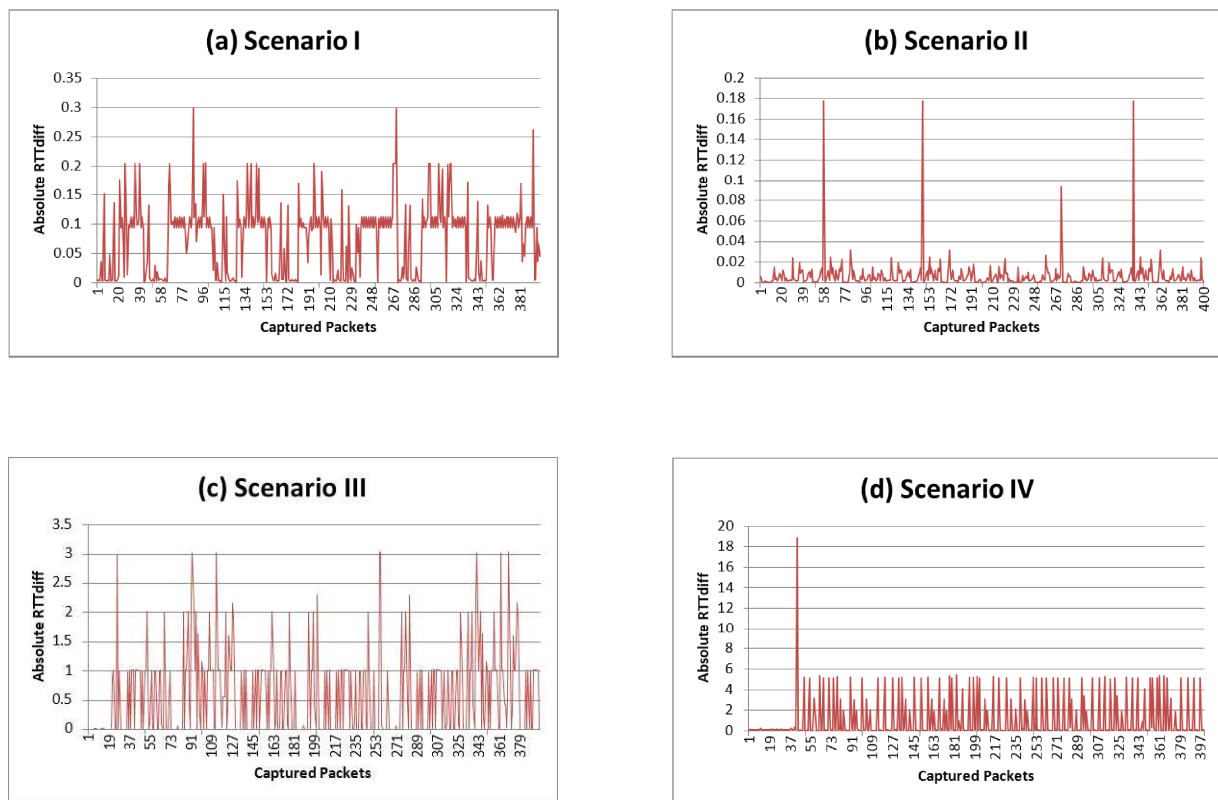 (a) Scenario I
0.35
0.3
0.25
0.2
0.15
0.1
0.05
0
Absolute RTTdiff
1 20 39 58 77 96 115 134 153 172 191 210 229 248 267 286 305 324 343 362 381
Captured Packets
(b) Scenario II
0.2
0.18
0.16
0.14
0.12
0.1
0.08
0.06
0.04
0.02
0
Absolute RTTdiff
1 20 39 58 77 96 115 134 153 172 191 210 229 248 267 286 305 324 343 362 381 400
Captured Packets
(c) Scenario III
3.5
3
2.5
2
1.5
1
0.5
0
Absolute RTTdiff
1 19 37 55 73 91 109 127 145 163 181 199 217 235 253 271 289 307 325 343 361 379
Captured Packets
(d) Scenario IV
20
18
16
14
12
10
8
6
4
2
0
Absolute RTTdiff
1 19 37 55 73 91 109 127 145 163 181 199 217 235 253 271 289 307 325 343 361 379 397
Captured Packets